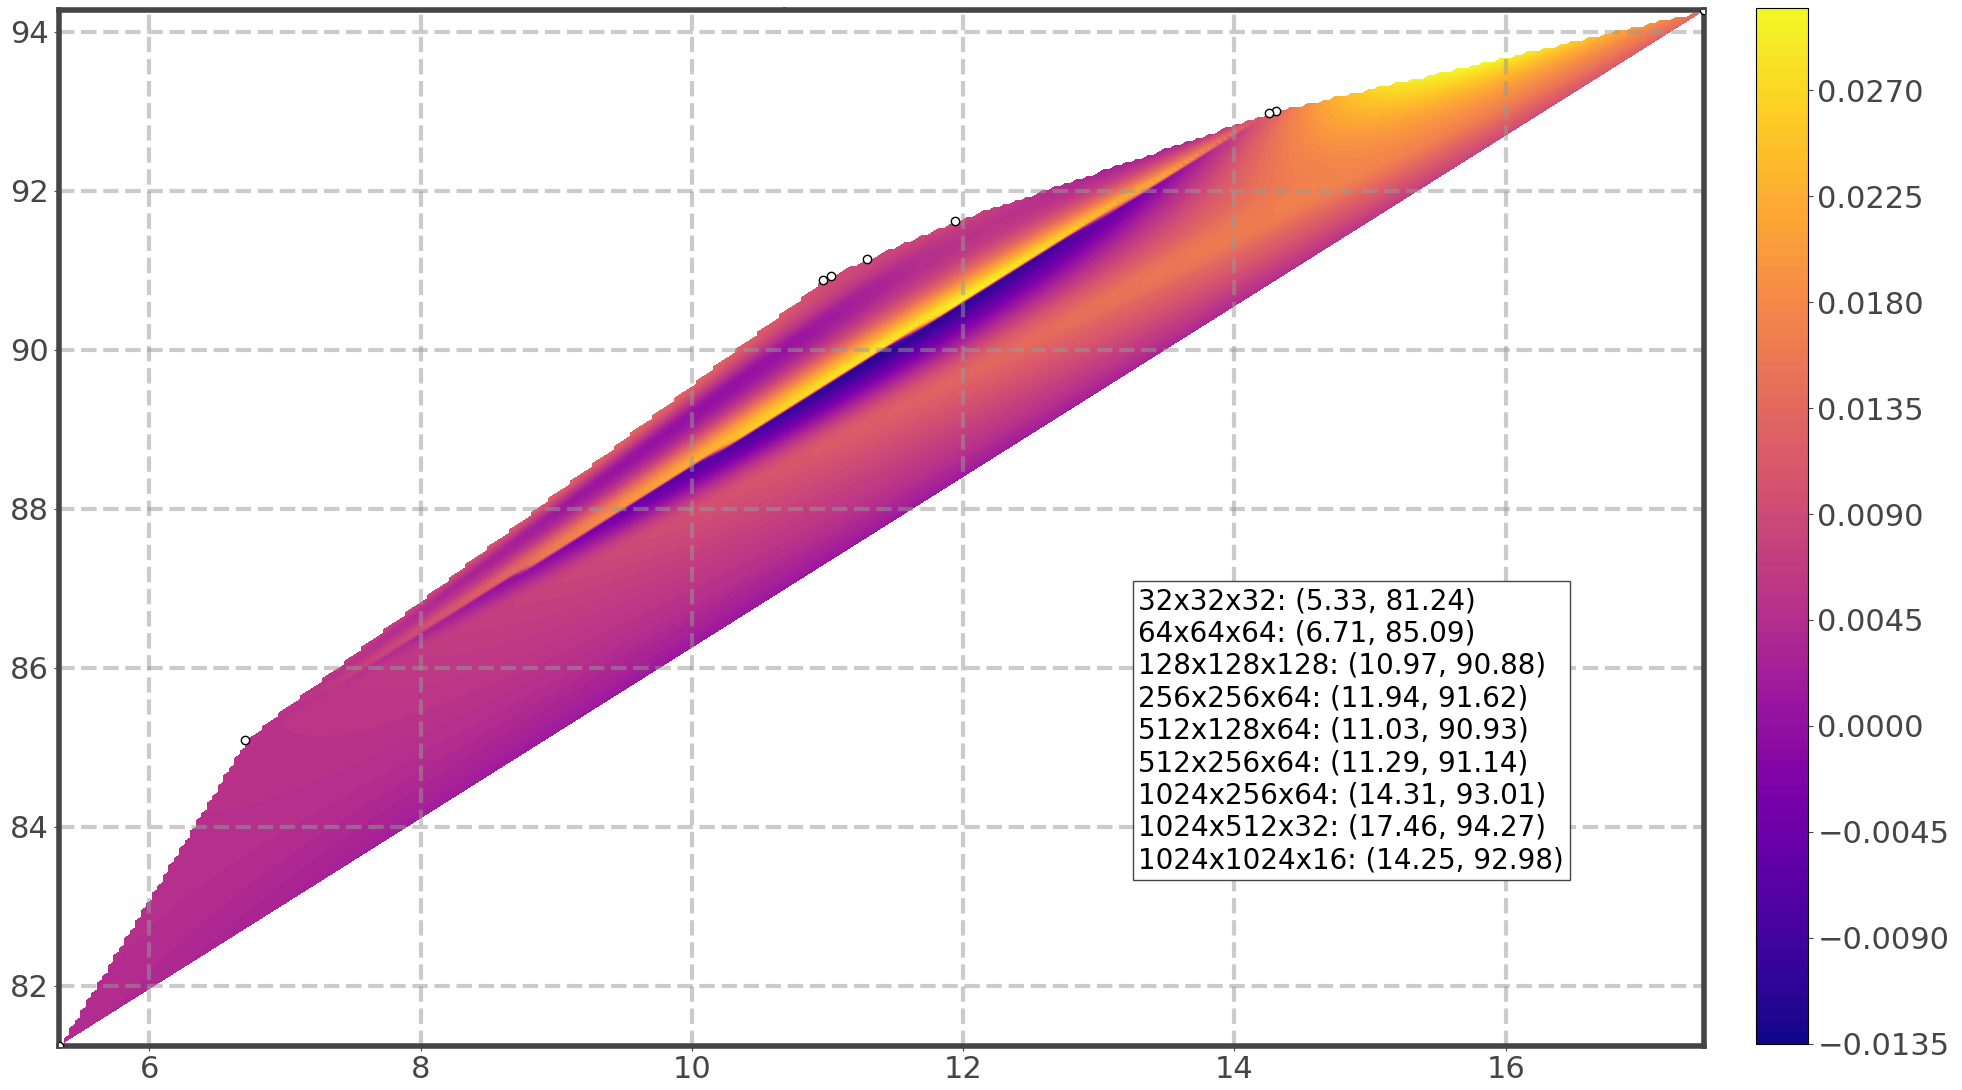 94
92
90
88
86
84
82
6
8
10
12
14
16
32x32x32: (5.33, 81.24)
64x64x64: (6.71, 85.09)
128x128x128: (10.97, 90.88)
256x256x64: (11.94, 91.62)
512x128x64: (11.03, 90.93)
512x256x64: (11.29, 91.14)
1024x256x64: (14.31, 93.01)
1024x512x32: (17.46, 94.27)
1024x1024x16: (14.25, 92.98)
0.0270
0.0225
0.0180
0.0135
0.0090
0.0045
0.0000
−0.0045
−0.0090
−0.0135